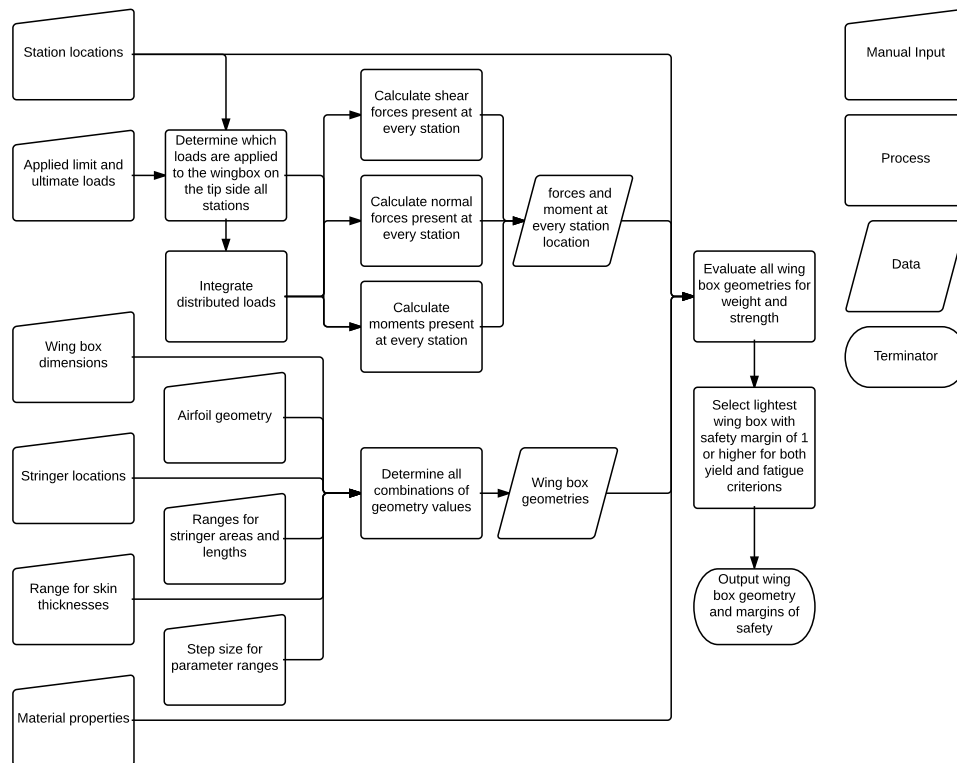 Station locations
Applied limit and
ultimate loads
Determine which
loads are applied
to the wingbox on
the tip side all
stations
Integrate
distributed loads
Calculate shear
forces present at
every station
Calculate normal
forces present at
every station
Calculate
moments present
at every station
forces and
moment at
every station
location
Wing box
dimensions
Airfoil geometry
Stringer locations
Ranges for
stringer areas and
lengths
Range for skin
thicknesses
Step size for
parameter ranges
Material properties
Determine all
combinations of
geometry values
Wing box
geometries
Evaluate all wing
box geometries for
weight and
strength
Select lightest
wing box with
safety margin of 1
or higher for both
yield and fatigue
criterions
Output wing
box geometry
and margins of
safety
Manual Input
Process
Data
Terminator